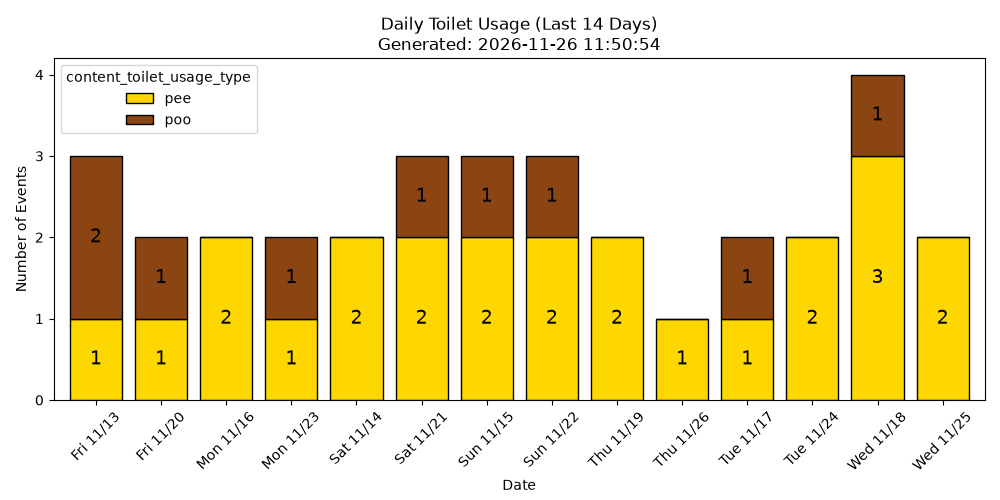 Daily Toilet Usage (Last 14 Days)
Generated: 2026-11-26 11:50:54
content_toilet_usage_type
pee
poo
Number of Events
4
3
2
1
0
2 1
1 1
2
1 1
2
1 2
1 2
1 2
2
1
1 1
2
1 3
2
Fri 11/13 Fri 11/20 Mon 11/16 Mon 11/23 Sat 11/14 Sat 11/21 Sun 11/15 Sun 11/22 Thu 11/19 Thu 11/26 Tue 11/17 Tue 11/24 Wed 11/18 Wed 11/25
Date